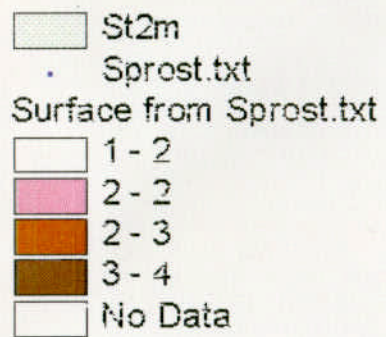 St2m
Sprost.txt
Surface from Sprost.txt
1 - 2
2 - 2
2 - 3
3 - 4
No Data